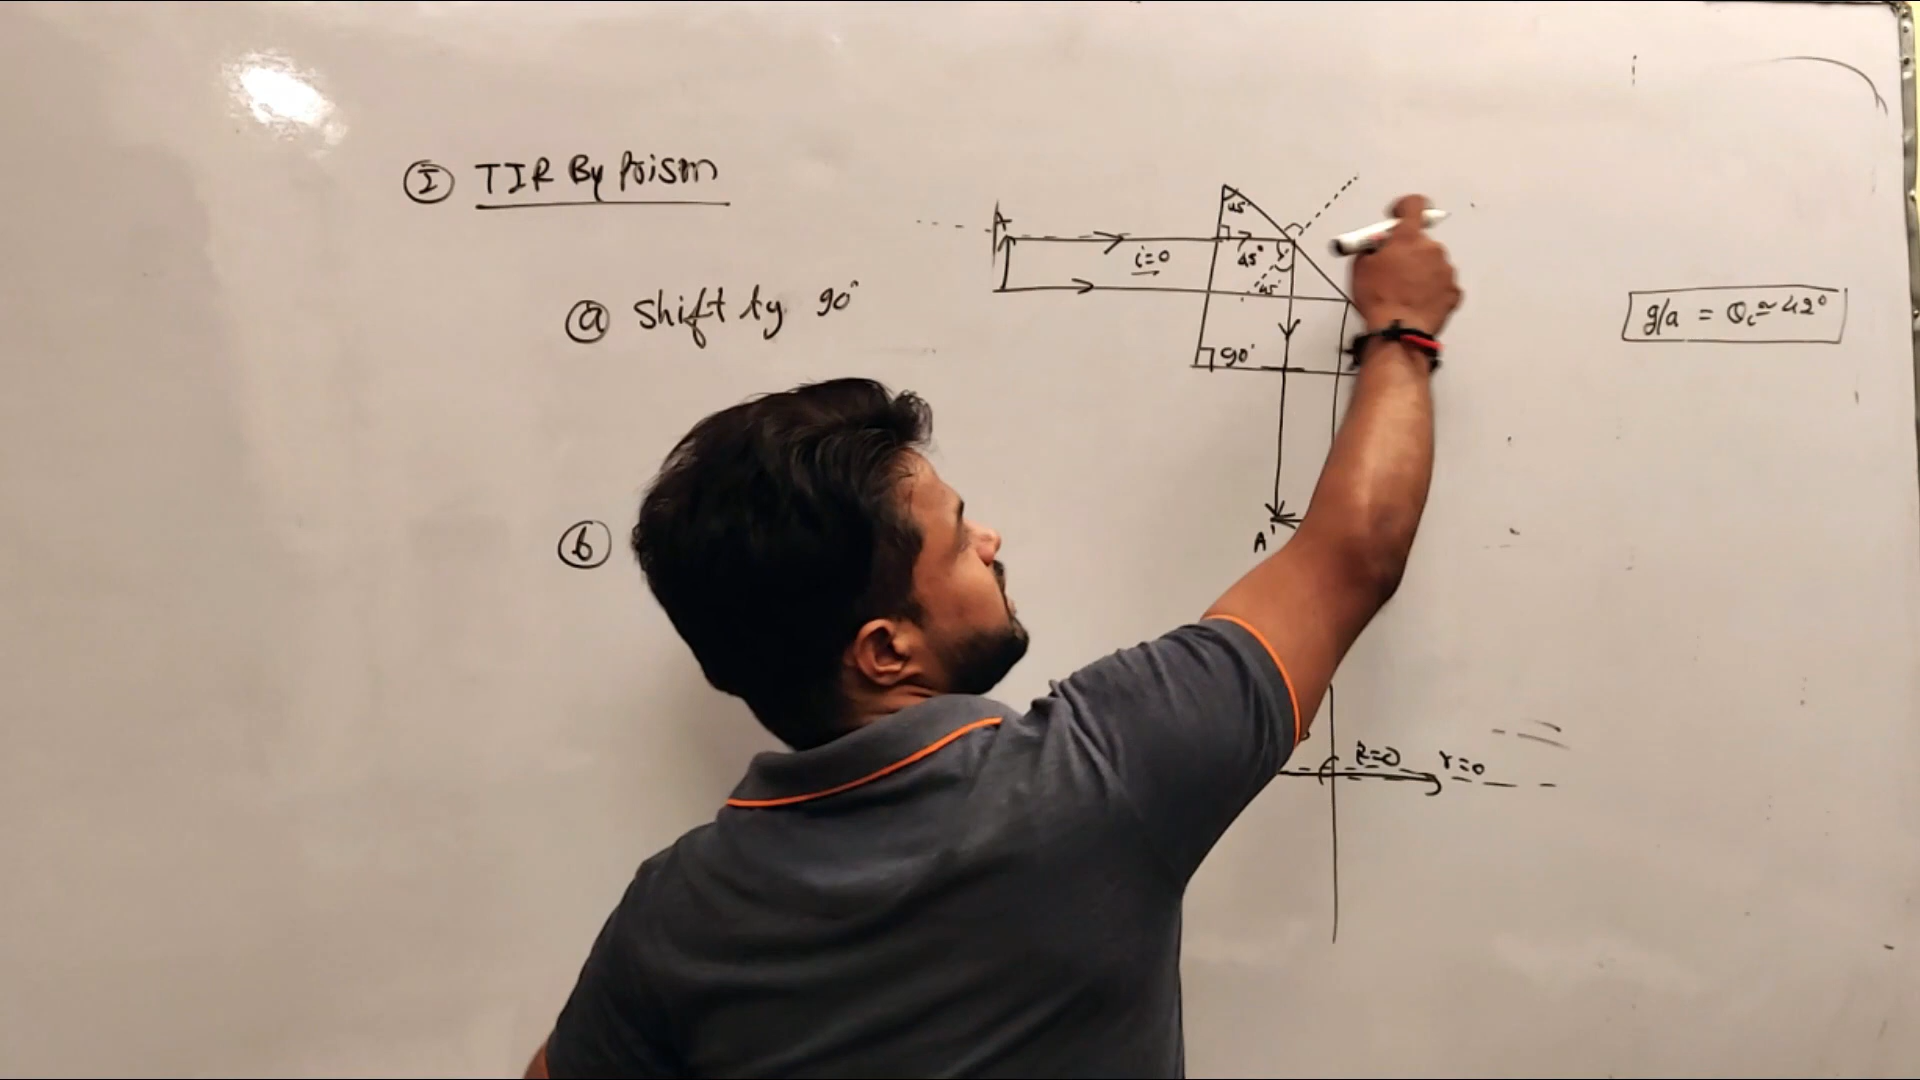 I TIR By Prism
a Shift by 90°
b
A
45°
i=0
45°
45°
90°
A'
g/a = θc ≃ 42°
R=0 r=0